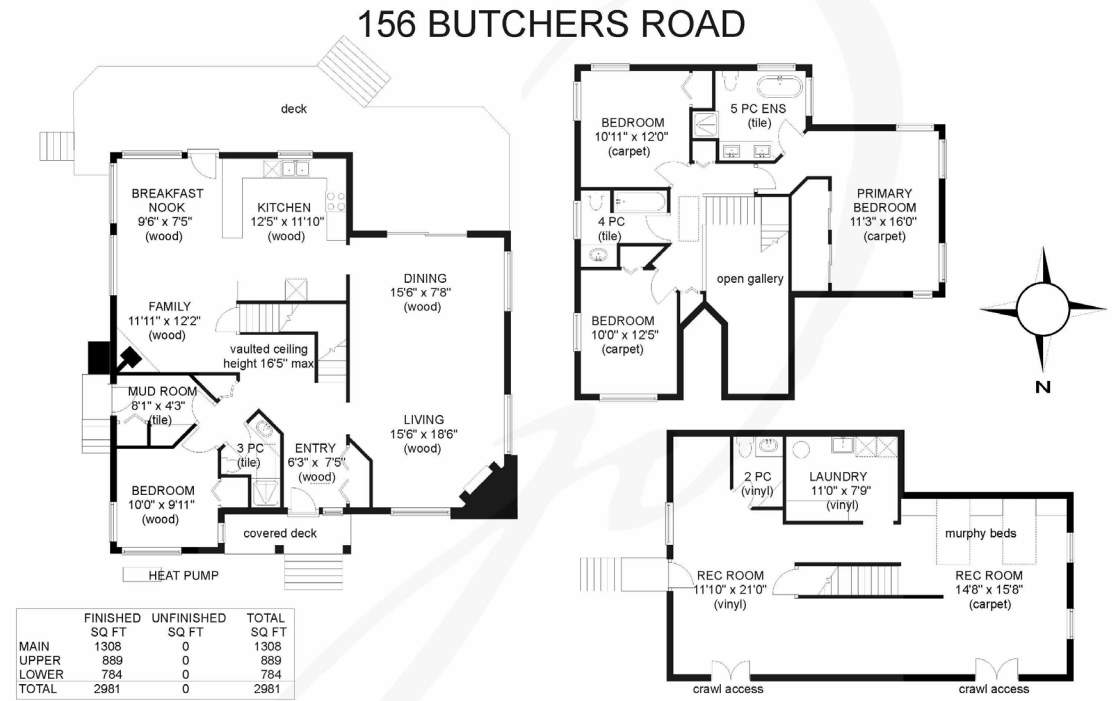 156 BUTCHERS ROAD
deck
BREAKFAST
NOOK
9'6" x 7'5"
(wood)
KITCHEN
12'5" x 11'10"
(wood)
DINING
15'6" x 7'8"
(wood)
FAMILY
11'11" x 12'2"
(wood)
vaulted ceiling
height 16'5" max
MUD ROOM
8'1" x 4'3"
(tile)
3 PC
(tile)
ENTRY
6'3" x 7'5"
(wood)
LIVING
15'6" x 18'6"
(wood)
BEDROOM
10'0" x 9'11"
(wood)
covered deck
HEAT PUMP
BEDROOM
10'11" x 12'0"
(carpet)
5 PC ENS
(tile)
PRIMARY
BEDROOM
11'3" x 16'0"
(carpet)
4 PC
(tile)
open gallery
BEDROOM
10'0" x 12'5"
(carpet)
N
2 PC
(vinyl)
LAUNDRY
11'0" x 7'9"
(vinyl)
murphy beds
REC ROOM
11'10" x 21'0"
(vinyl)
REC ROOM
14'8" x 15'8"
(carpet)
crawl access
crawl access
FINISHED UNFINISHED TOTAL
SQ FT SQ FT SQ FT
MAIN 1308 0 1308
UPPER 889 0 889
LOWER 784 0 784
TOTAL 2981 0 2981